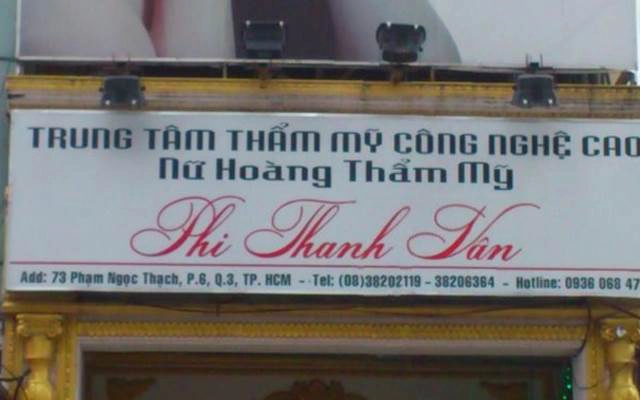 TRUNG TÂM THẨM MỸ CÔNG NGHỆ CAO
Nữ Hoàng Thẩm Mỹ
Phi Thanh Vân
Add: 73 Phạm Ngọc Thạch, P.6, Q.3, TP. HCM - Tel: (08)38202119 - 38206364 - Hotline: 0936 068 47